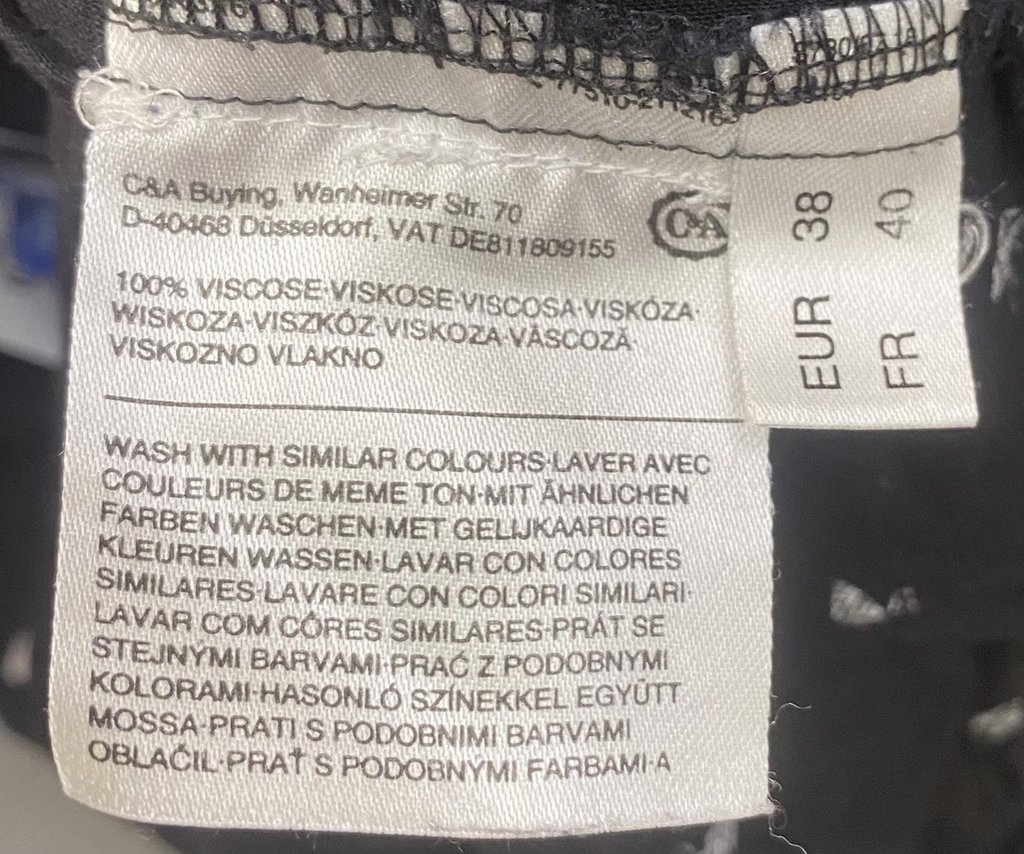 C&A Buying, Wanheimer Str. 70
D-40468 Düsseldorf, VAT DE811809155
C&A
100% VISCOSE·VISKOSE·VISCOSA·VISKÓZA·
WISKOZA·VISZKÓZ·VISKOZA·VÂSCOZĂ·
VISKOZNO VLAKNO
WASH WITH SIMILAR COLOURS·LAVER AVEC
COULEURS DE MEME TON·MIT ÄHNLICHEN
FARBEN WASCHEN·MET GELIJKAARDIGE
KLEUREN WASSEN·LAVAR CON COLORES
SIMILARES·LAVARE CON COLORI SIMILARI·
LAVAR COM CÔRES SIMILARES·PRÁT SE
STEJNÝMI BARVAMI·PRAĆ Z PODOBNYMI
KOLORAMI·HASONLÓ SZÍNEKKEL EGYÜTT
MOSSA·PRATI S PODOBNIMI BARVAMI
OBLAČIL·PRAŤ S PODOBNÝMI FARBAMI·A
EUR 38
FR 40